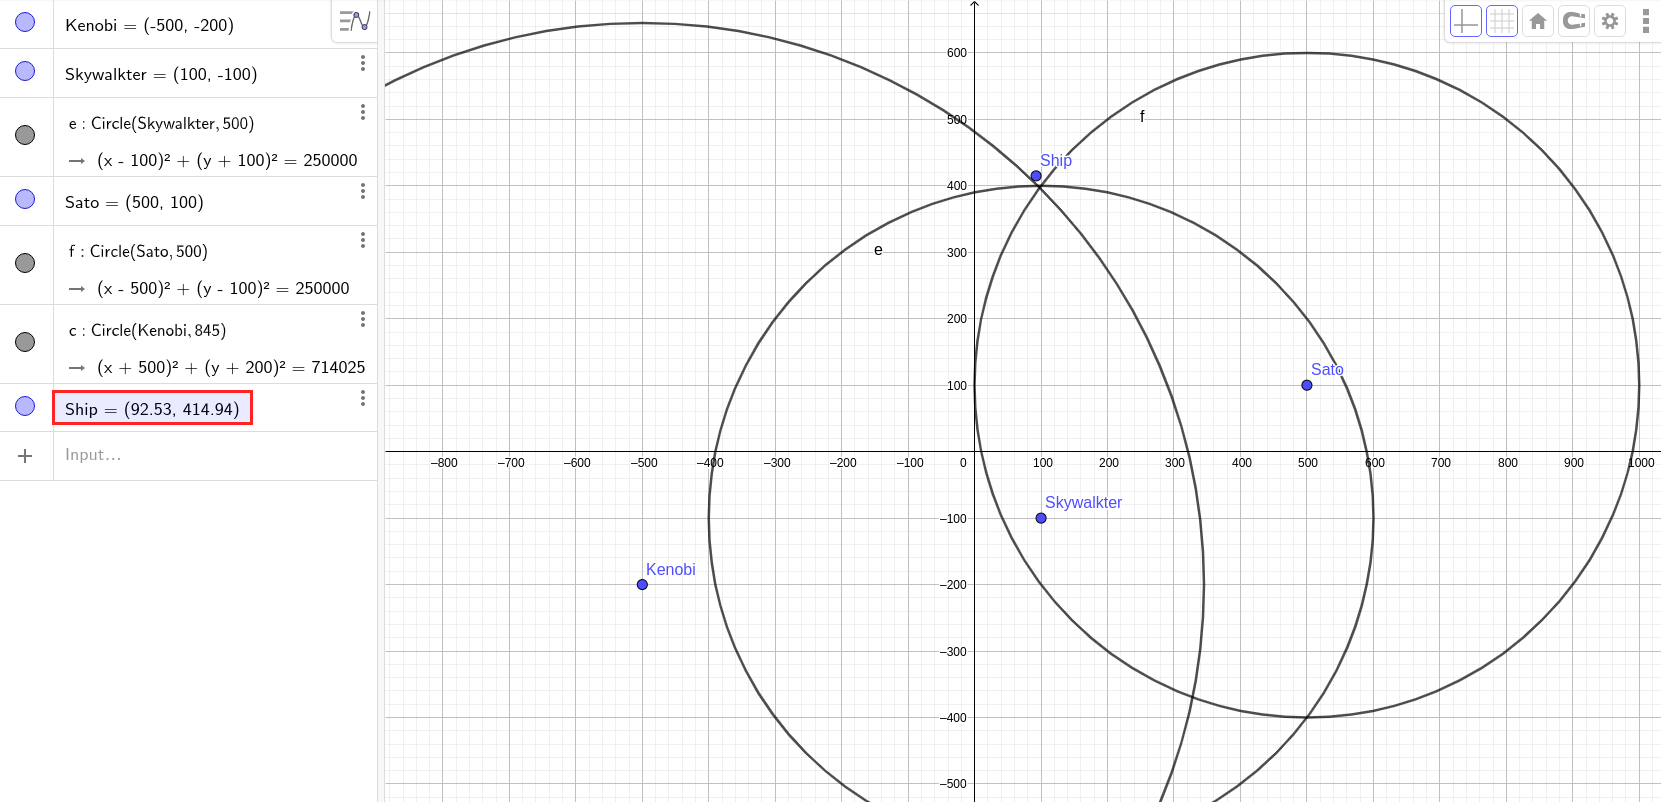 Kenobi = (-500, -200)
Skywalkter = (100, -100)
e : Circle(Skywalkter, 500)
→ (x - 100)² + (y + 100)² = 250000
Sato = (500, 100)
f : Circle(Sato, 500)
→ (x - 500)² + (y - 100)² = 250000
c : Circle(Kenobi, 845)
→ (x + 500)² + (y + 200)² = 714025
Ship = (92.53, 414.94)
Input...
600
500
f
Ship
400
e
300
200
Sato
100
–800 –700 –600 –500 –400 –300 –200 –100 0 100 200 300 400 500 600 700 800 900 1000
Skywalkter
–100
Kenobi
–200
–300
–400
–500